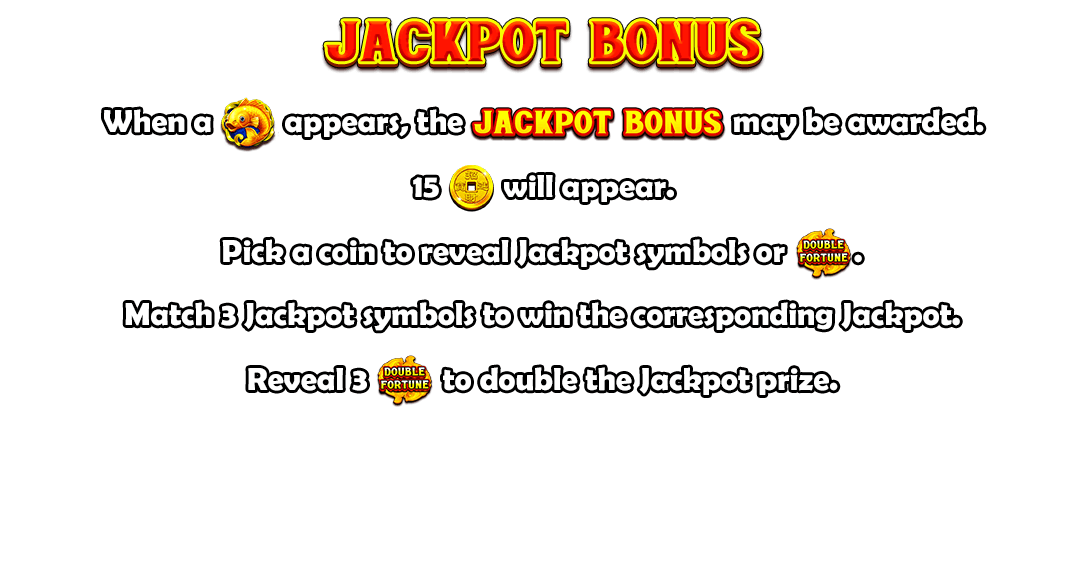 JACKPOT BONUS
When a appears, the JACKPOT BONUS may be awarded.
15 will appear.
Pick a coin to reveal Jackpot symbols or DOUBLE FORTUNE.
Match 3 Jackpot symbols to win the corresponding Jackpot.
Reveal 3 DOUBLE FORTUNE to double the Jackpot prize.